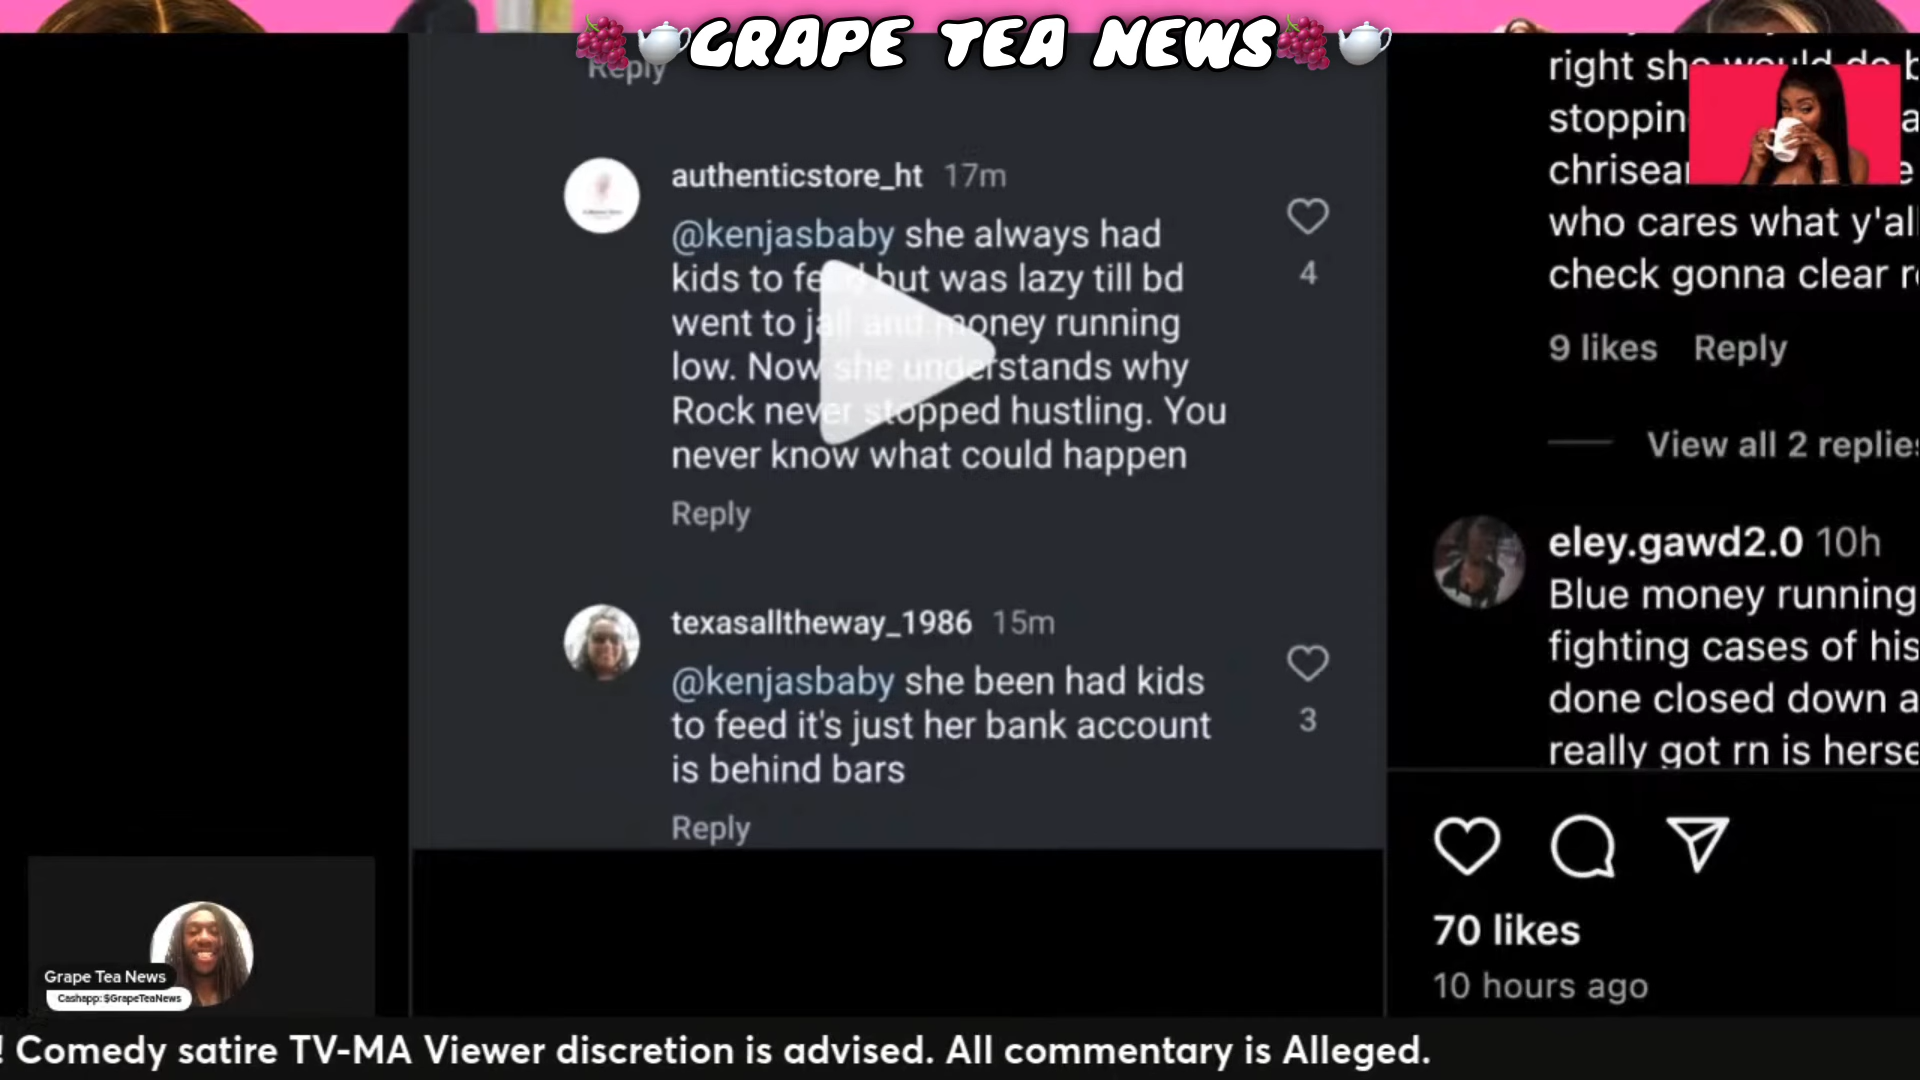 GRAPE TEA NEWS
Reply
authenticstore_ht 17m
@kenjasbaby she always had
kids to feed but was lazy till bd
went to jail and money running
low. Now she understands why
Rock never stopped hustling. You
never know what could happen
4
Reply
texasalltheway_1986 15m
@kenjasbaby she been had kids
to feed it's just her bank account
is behind bars
3
Reply
right she would do b
stoppin
chrisea
who cares what y'all
check gonna clear r
9 likes Reply
View all 2 replies
eley.gawd2.0 10h
Blue money running
fighting cases of his
done closed down a
really got rn is herse
70 likes
10 hours ago
Grape Tea News
Cashapp: $GrapeTeaNews
! Comedy satire TV-MA Viewer discretion is advised. All commentary is Alleged.